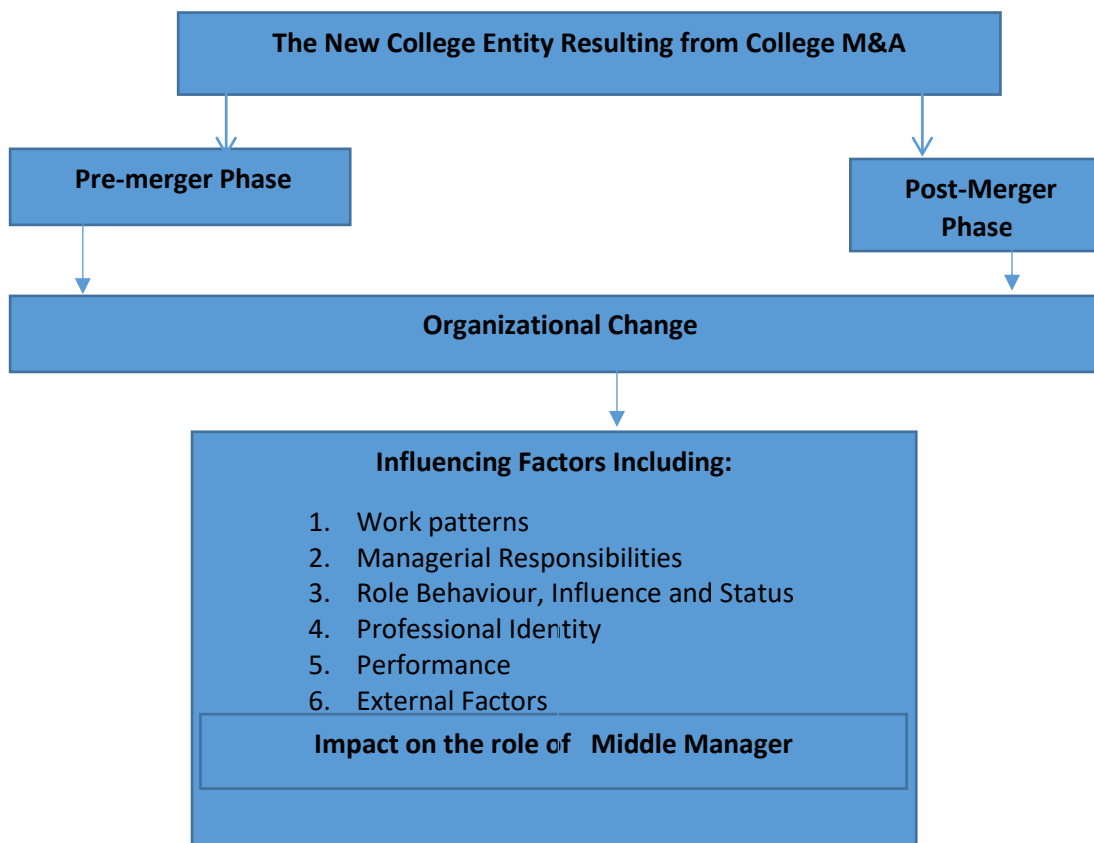 The New College Entity Resulting from College M&A
Pre-merger Phase
Post-Merger
Phase
Organizational Change
Influencing Factors Including:
1. Work patterns
2. Managerial Responsibilities
3. Role Behaviour, Influence and Status
4. Professional Identity
5. Performance
6. External Factors
Impact on the role of Middle Manager